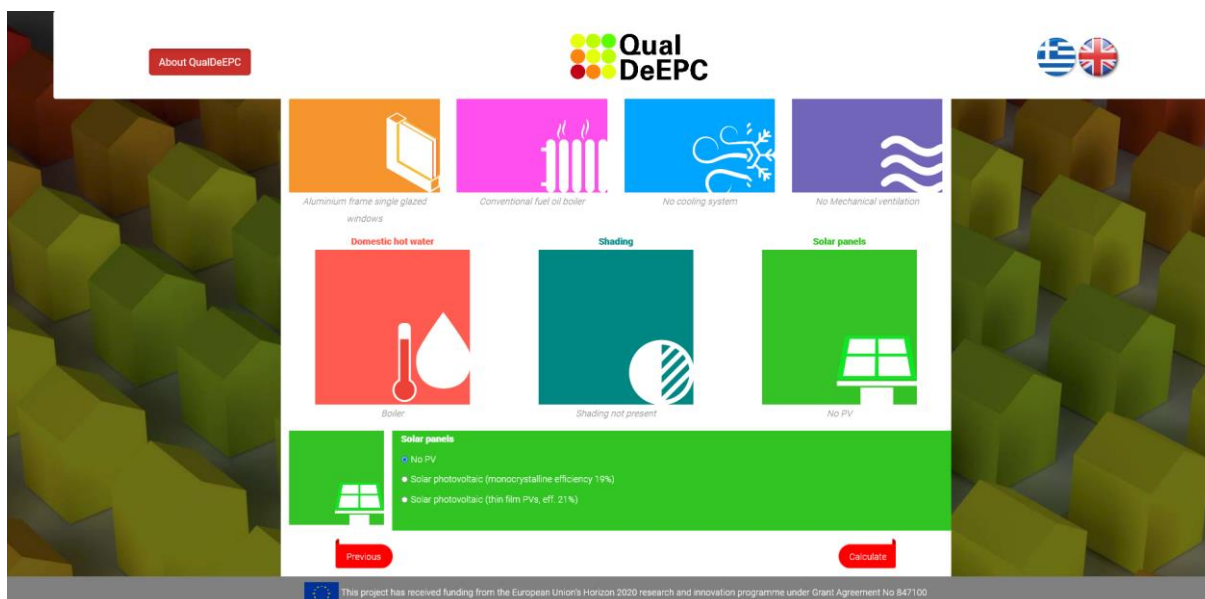 About QualDeEPC
Qual
DeEPC
Aluminium frame single glazed
windows
Conventional fuel oil boiler
No cooling system
No Mechanical ventilation
Domestic hot water
Shading
Solar panels
Boiler
Shading not present
No PV
Solar panels
No PV
Solar photovoltaic (monocrystalline efficiency 19%)
Solar photovoltaic (thin film PVs, eff. 21%)
Previous
Calculate
This project has received funding from the European Union's Horizon 2020 research and innovation programme under Grant Agreement No 847100